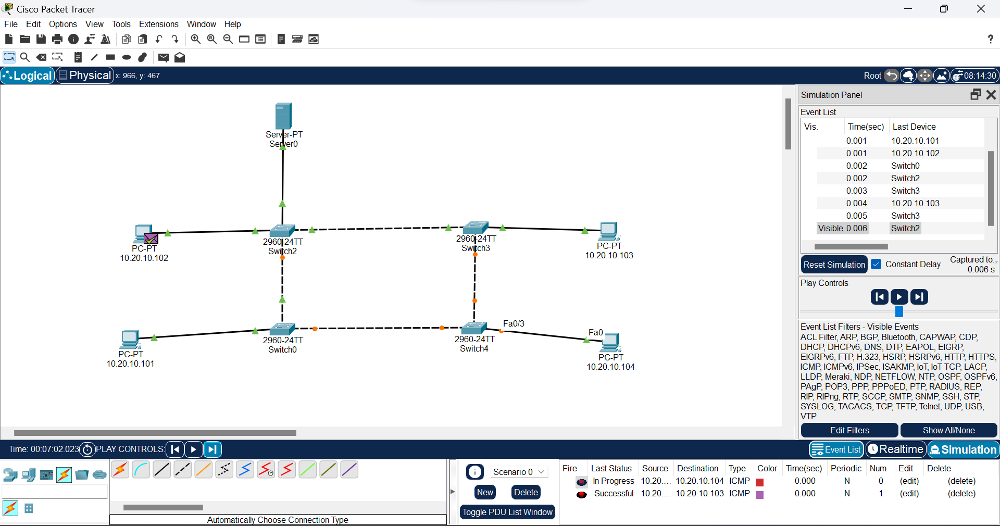 Cisco Packet Tracer
File Edit Options View Tools Extensions Window Help
?
Logical Physical x: 966, y: 467
Root 08:14:30
Server-PT
Server0
PC-PT
10.20.10.102
2960-24TT
Switch2
2960-24TT
Switch3
PC-PT
10.20.10.103
PC-PT
10.20.10.101
2960-24TT
Switch0
2960-24TT
Switch4
Fa0/3
Fa0
PC-PT
10.20.10.104
Simulation Panel
Event List
Vis. Time(sec) Last Device
0.001 10.20.10.101
0.001 10.20.10.102
0.002 Switch0
0.002 Switch2
0.003 Switch3
0.004 10.20.10.103
0.005 Switch3
Visible 0.006 Switch2
Reset Simulation Constant Delay Captured to:
0.006 s
Play Controls
Event List Filters - Visible Events
ACL Filter, ARP, BGP, Bluetooth, CAPWAP, CDP,
DHCP, DHCPv6, DNS, DTP, EAPOL, EIGRP,
EIGRPv6, FTP, H.323, HSRP, HSRPv6, HTTP, HTTPS,
ICMP, ICMPv6, IPSec, ISAKMP, IoT, IoT TCP, LACP,
LLDP, Meraki, NDP, NETFLOW, NTP, OSPF, OSPFv6,
PAgP, POP3, PPP, PPPoED, PTP, RADIUS, REP,
RIP, RIPng, RTP, SCCP, SMTP, SNMP, SSH, STP,
SYSLOG, TACACS, TCP, TFTP, Telnet, UDP, USB,
VTP
Edit Filters Show All/None
Time: 00:07:02.023 PLAY CONTROLS:
Event List Realtime Simulation
Automatically Choose Connection Type
Scenario 0
New Delete
Toggle PDU List Window
Fire Last Status Source Destination Type Color Time(sec) Periodic Num Edit Delete
In Progress 10.20.... 10.20.10.104 ICMP 0.000 N 0 (edit) (delete)
Successful 10.20.... 10.20.10.103 ICMP 0.000 N 1 (edit) (delete)